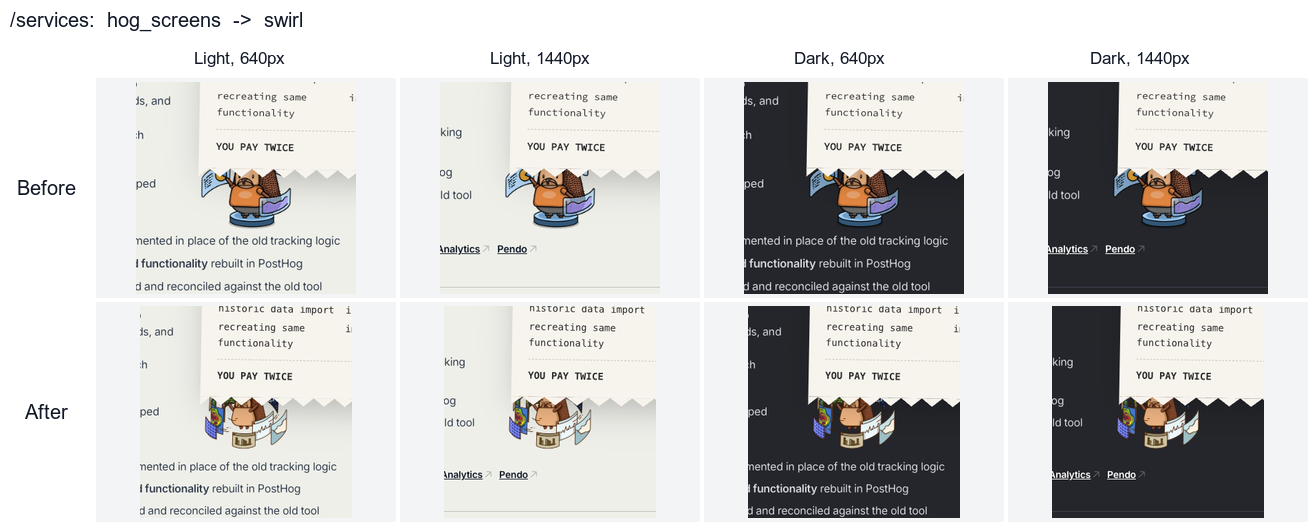 /services: hog_screens -> swirl
Light, 640px Light, 1440px Dark, 640px Dark, 1440px
Before
ds, and
recreating same i
functionality
ch
YOU PAY TWICE
ped
mented in place of the old tracking logic
functionality rebuilt in PostHog
d and reconciled against the old tool
recreating same
functionality
king
YOU PAY TWICE
og
ld tool
Analytics ↗ Pendo ↗
ds, and
recreating same i
functionality
ch
YOU PAY TWICE
ped
mented in place of the old tracking logic
functionality rebuilt in PostHog
d and reconciled against the old tool
recreating same
functionality
king
YOU PAY TWICE
og
ld tool
Analytics ↗ Pendo ↗
After
historic data import i
ds, and
recreating same i
functionality
ch
YOU PAY TWICE
ped
mented in place of the old tracking logic
functionality rebuilt in PostHog
d and reconciled against the old tool
historic data import
recreating same
functionality
king
YOU PAY TWICE
og
ld tool
Analytics ↗ Pendo ↗
historic data import i
ds, and
recreating same i
functionality
ch
YOU PAY TWICE
ped
mented in place of the old tracking logic
functionality rebuilt in PostHog
d and reconciled against the old tool
historic data import
recreating same
functionality
king
YOU PAY TWICE
og
ld tool
Analytics ↗ Pendo ↗